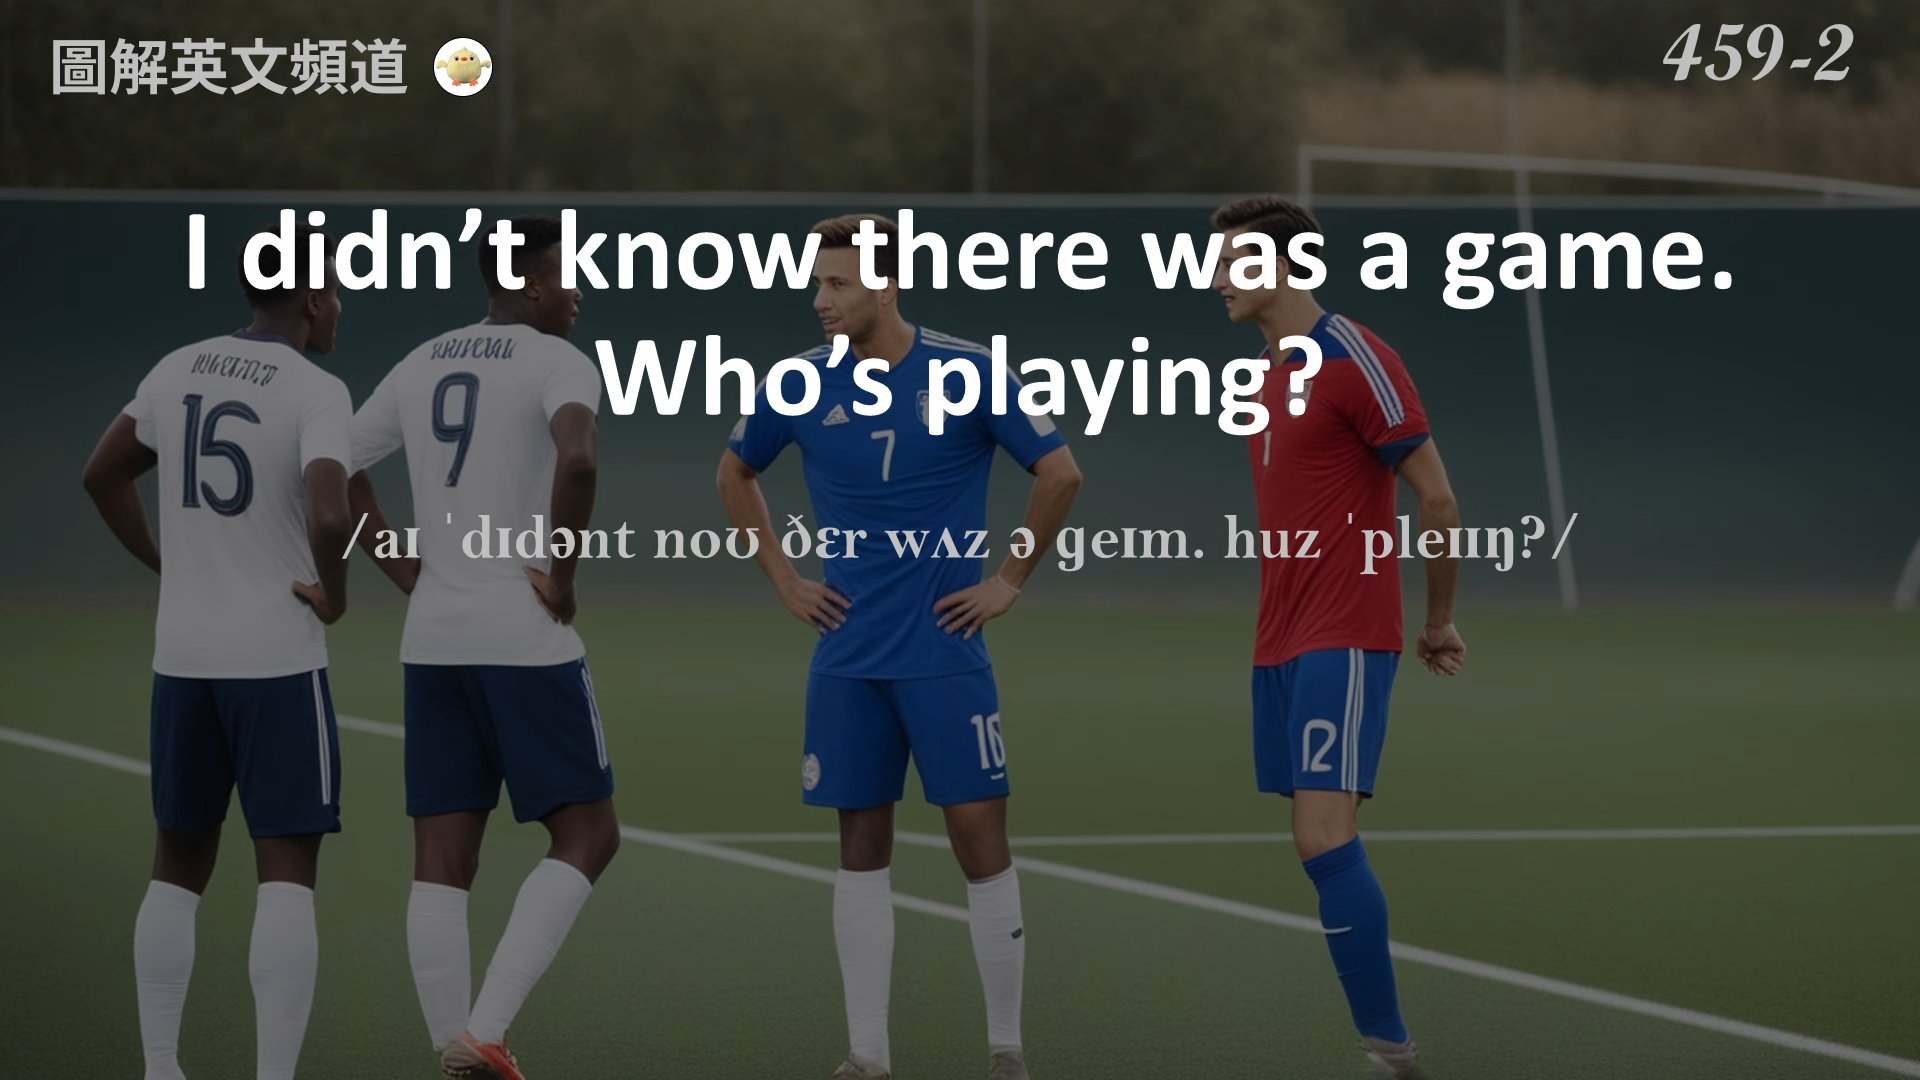 圖解英文頻道
459-2
I didn’t know there was a game.
Who’s playing?
/aɪ ˈdɪdənt noʊ ðɛr wʌz ə ɡeɪm. huz ˈpleɪɪŋ?/
15
9
7
10
12